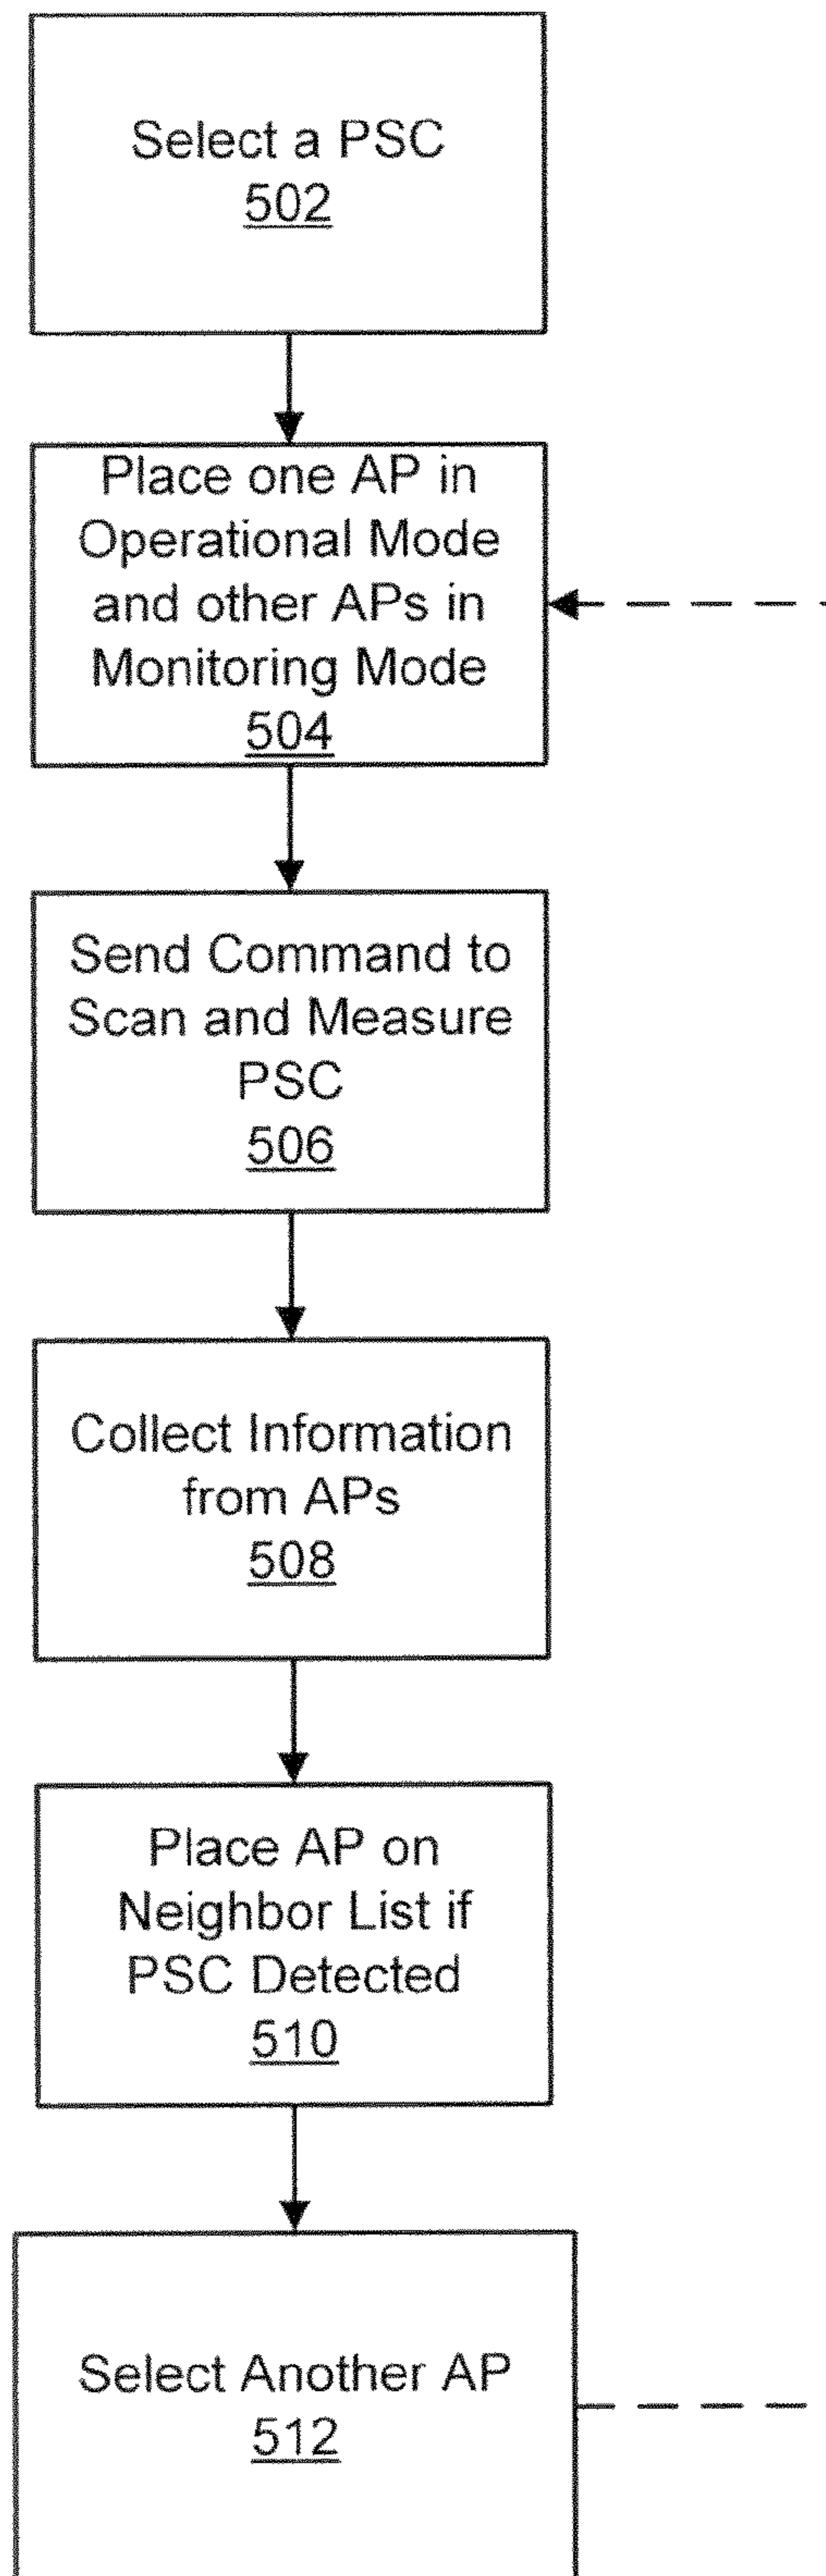 Select a PSC
502
Place one AP in
Operational Mode
and other APs in
Monitoring Mode
504
Send Command to
Scan and Measure
PSC
506
Collect Information
from APs
508
Place AP on
Neighbor List if
PSC Detected
510
Select Another AP
512